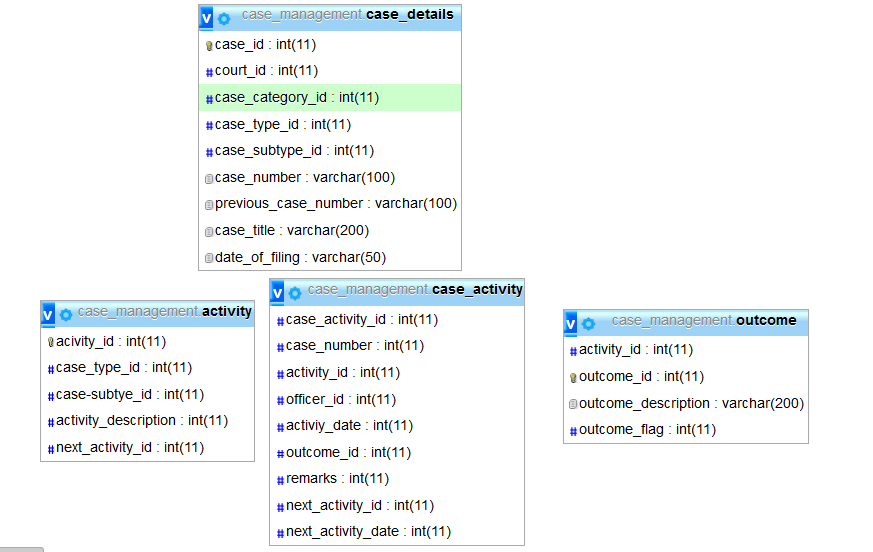 case_management.case_details
case_id : int(11)
court_id : int(11)
case_category_id : int(11)
case_type_id : int(11)
case_subtype_id : int(11)
case_number : varchar(100)
previous_case_number : varchar(100)
case_title : varchar(200)
date_of_filing : varchar(50)
case_management.activity
acivity_id : int(11)
case_type_id : int(11)
case-subtye_id : int(11)
activity_description : int(11)
next_activity_id : int(11)
case_management.case_activity
case_activity_id : int(11)
case_number : int(11)
activity_id : int(11)
officer_id : int(11)
activiy_date : int(11)
outcome_id : int(11)
remarks : int(11)
next_activity_id : int(11)
next_activity_date : int(11)
case_management.outcome
activity_id : int(11)
outcome_id : int(11)
outcome_description : varchar(200)
outcome_flag : int(11)